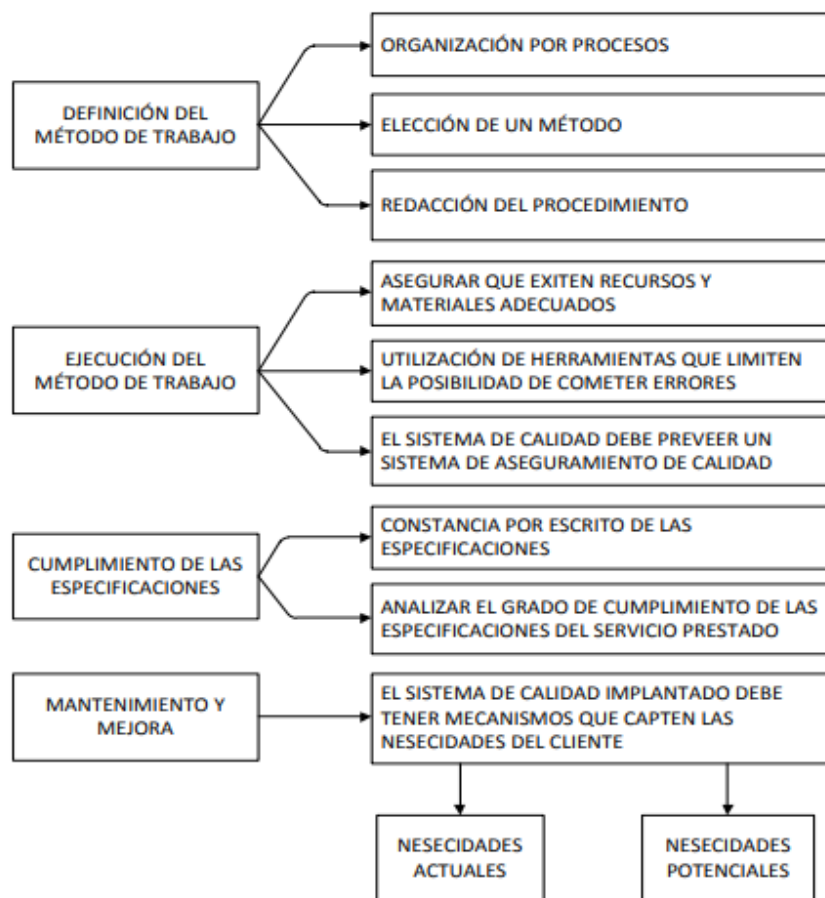 ORGANIZACIÓN POR PROCESOS
DEFINICIÓN DEL
MÉTODO DE TRABAJO
ELECCIÓN DE UN MÉTODO
REDACCIÓN DEL PROCEDIMIENTO
ASEGURAR QUE EXITEN RECURSOS Y
MATERIALES ADECUADOS
EJECUCIÓN DEL
MÉTODO DE TRABAJO
UTILIZACIÓN DE HERRAMIENTAS QUE LIMITEN
LA POSIBILIDAD DE COMETER ERRORES
EL SISTEMA DE CALIDAD DEBE PREVEER UN
SISTEMA DE ASEGURAMIENTO DE CALIDAD
CONSTANCIA POR ESCRITO DE LAS
ESPECIFICACIONES
CUMPLIMIENTO DE LAS
ESPECIFICACIONES
ANALIZAR EL GRADO DE CUMPLIMIENTO DE LAS
ESPECIFICACIONES DEL SERVICIO PRESTADO
MANTENIMIENTO Y
MEJORA
EL SISTEMA DE CALIDAD IMPLANTADO DEBE
TENER MECANISMOS QUE CAPTEN LAS
NESECIDADES DEL CLIENTE
NESECIDADES
ACTUALES
NESECIDADES
POTENCIALES